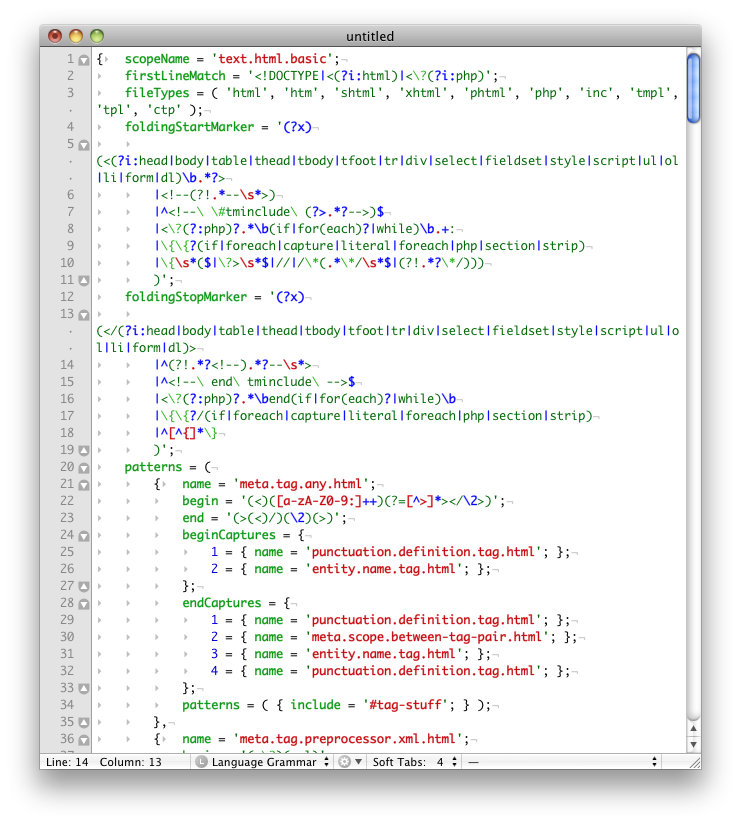 untitled
1 { scopeName = 'text.html.basic';
2 firstLineMatch = '<!DOCTYPE|<(?i:html)|<\?(?i:php)';
3 fileTypes = ( 'html', 'htm', 'shtml', 'xhtml', 'phtml', 'php', 'inc', 'tmpl',
'tpl', 'ctp' );
4 foldingStartMarker = '(?x)
5
(<(?i:head|body|table|thead|tbody|tfoot|tr|div|select|fieldset|style|script|ul|ol
|li|form|dl)\b.*?>
6 |<!--(?!.*--\s*>)
7 |^<!--\ \#tminclude\ (?>.*?-->)$
8 |<\?(?:php)?.*\b(if|for(each)?|while)\b.+:
9 |\{\{?(if|foreach|capture|literal|foreach|php|section|strip)
10 |\{\s*($|\?>\s*$|//|/\*(.*\*/\s*$|(?!.*?\*/)))
11 )';
12 foldingStopMarker = '(?x)
13
(</(?i:head|body|table|thead|tbody|tfoot|tr|div|select|fieldset|style|script|ul|o
l|li|form|dl)>
14 |^(?!.*?<!--).*?--\s*>
15 |^<!--\ end\ tminclude\ -->$
16 |<\?(?:php)?.*\bend(if|for(each)?|while)\b
17 |\{\{?/(if|foreach|capture|literal|foreach|php|section|strip)
18 |^[^{]*\}
19 )';
20 patterns = (
21 { name = 'meta.tag.any.html';
22 begin = '(<)([a-zA-Z0-9:]++)(?=[^>]*></\2>)';
23 end = '(>(<)/)(\2)(>)';
24 beginCaptures = {
25 1 = { name = 'punctuation.definition.tag.html'; };
26 2 = { name = 'entity.name.tag.html'; };
27 };
28 endCaptures = {
29 1 = { name = 'punctuation.definition.tag.html'; };
30 2 = { name = 'meta.scope.between-tag-pair.html'; };
31 3 = { name = 'entity.name.tag.html'; };
32 4 = { name = 'punctuation.definition.tag.html'; };
33 };
34 patterns = ( { include = '#tag-stuff'; } );
35 },
36 { name = 'meta.tag.preprocessor.xml.html';
Line: 14 Column: 13 L Language Grammar Soft Tabs: 4 —